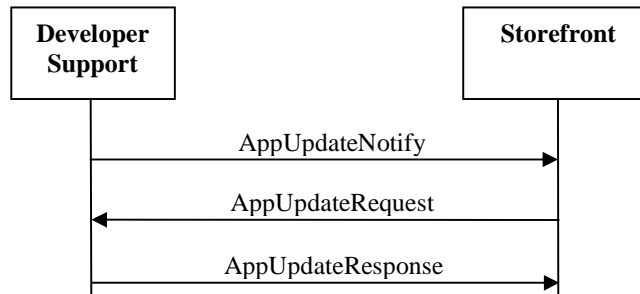 Developer
Support
Storefront
AppUpdateNotify
AppUpdateRequest
AppUpdateResponse